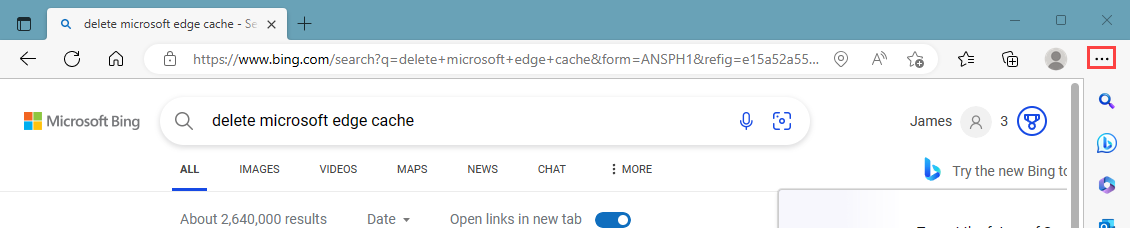 delete microsoft edge cache - Se
https://www.bing.com/search?q=delete+microsoft+edge+cache&form=ANSPH1&refig=e15a52a55...
Microsoft Bing
delete microsoft edge cache
James
3
ALL IMAGES VIDEOS MAPS NEWS CHAT MORE
Try the new Bing to
About 2,640,000 results Date Open links in new tab